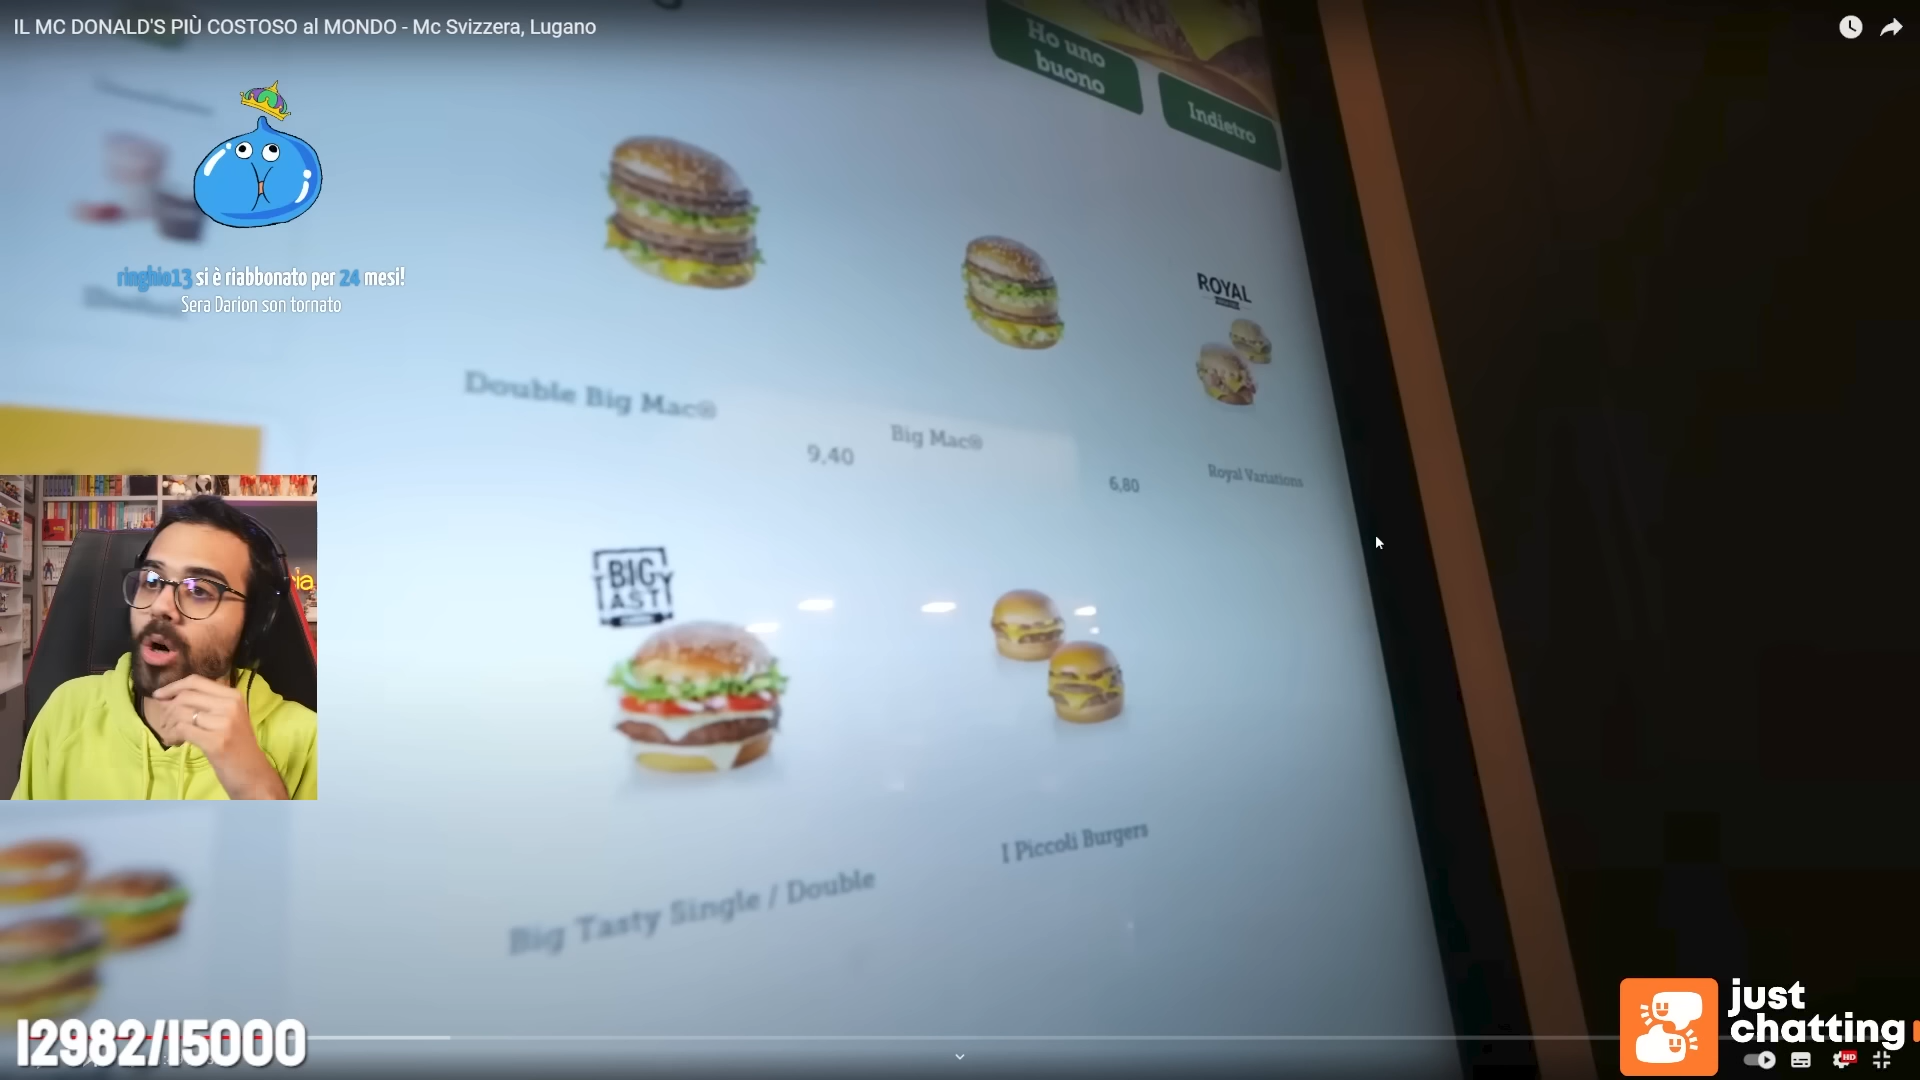 IL MC DONALD'S PIÙ COSTOSO al MONDO - Mc Svizzera, Lugano
Ho uno
buono
Indietro
ringhio13 si è riabbonato per 24 mesi!
Sera Darion son tornato
ROYAL
Double Big Mac®
9,40
Big Mac®
6,80
Royal Variations
BIG
TASTY
I Piccoli Burgers
Big Tasty Single / Double
12982/15000
just
chatting
HD